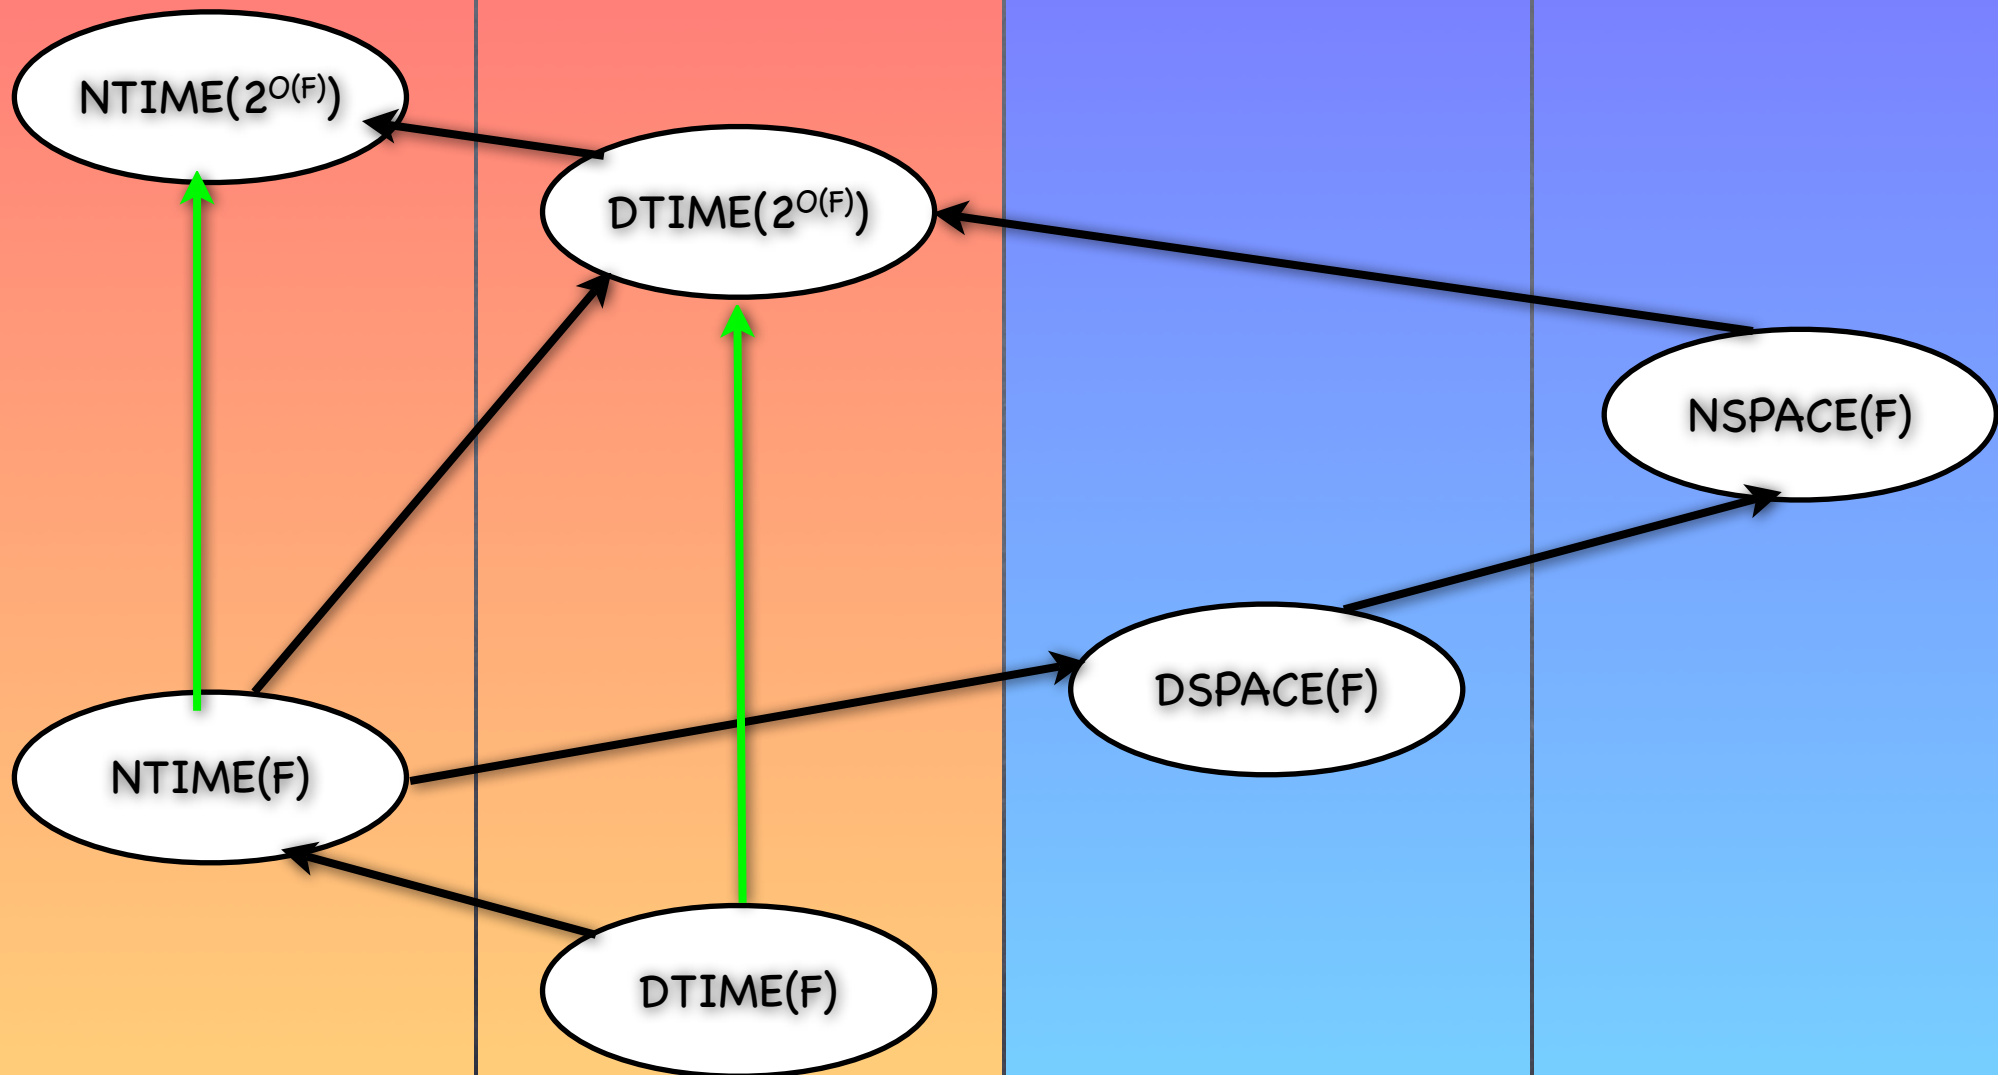 NTIME(2^O(F))
DTIME(2^O(F))
NSPACE(F)
DSPACE(F)
NTIME(F)
DTIME(F)